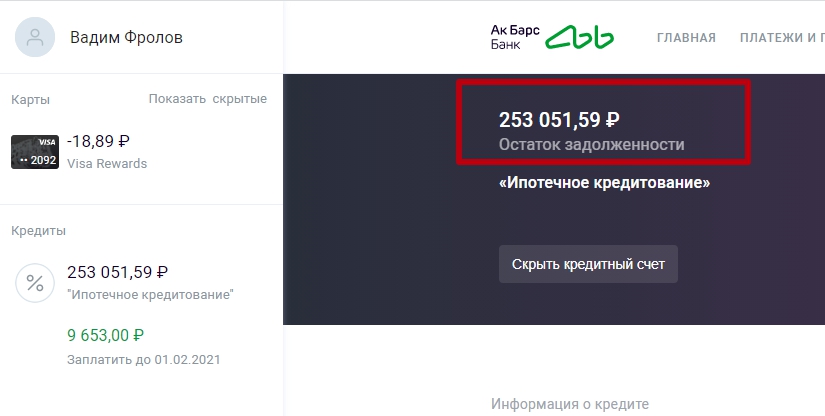 Вадим Фролов
Ак Барс
Банк
ГЛАВНАЯ
ПЛАТЕЖИ И
Карты
Показать скрытые
-18,89 ₽
VISA
•• 2092
Visa Rewards
253 051,59 ₽
Остаток задолженности
«Ипотечное кредитование»
Кредиты
253 051,59 ₽
"Ипотечное кредитование"
9 653,00 ₽
Заплатить до 01.02.2021
Скрыть кредитный счет
Информация о кредите